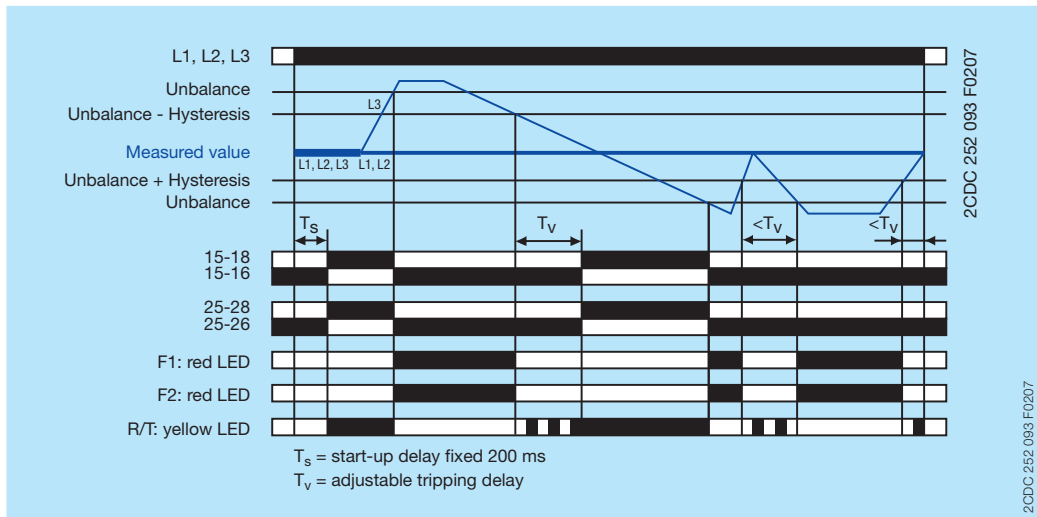 L1, L2, L3
Unbalance
L3
Unbalance - Hysteresis
Measured value
L1, L2, L3 L1, L2
Unbalance + Hysteresis
Unbalance
Ts Tv <Tv <Tv
15-18
15-16
25-28
25-26
F1: red LED
F2: red LED
R/T: yellow LED
Ts = start-up delay fixed 200 ms
Tv = adjustable tripping delay
2CDC 252 093 F0207
2CDC 252 093 F0207